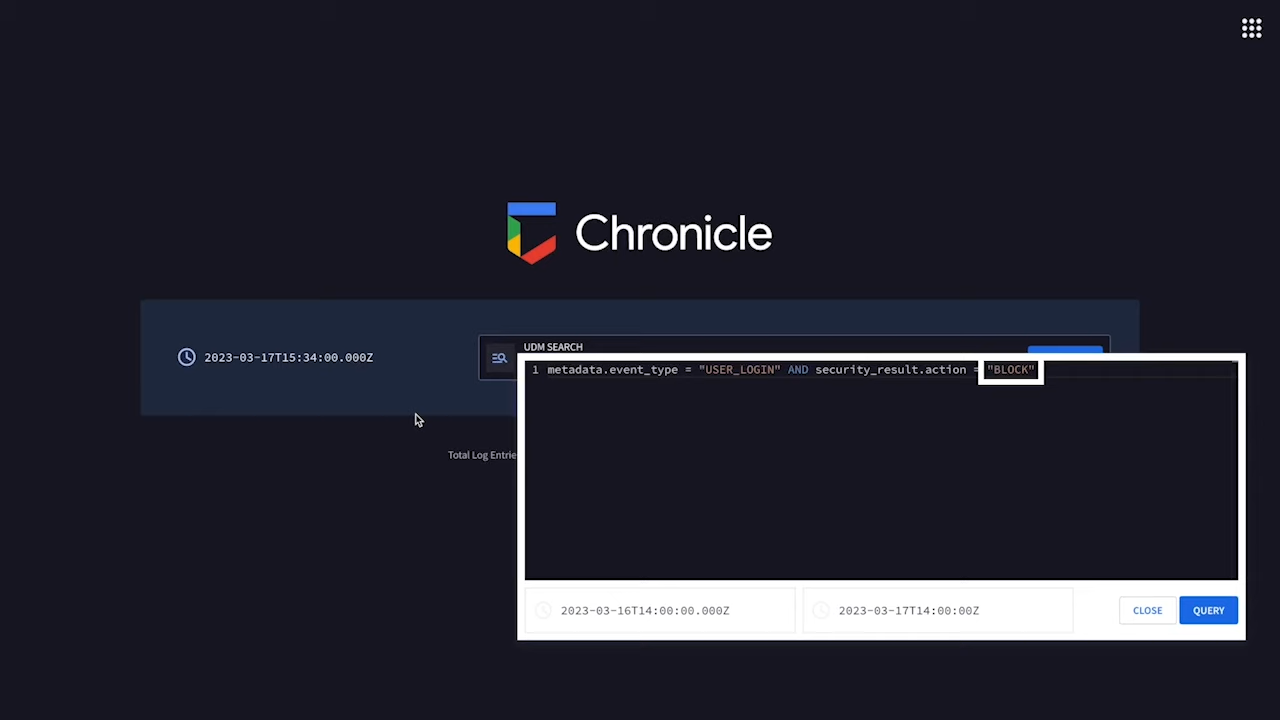 Chronicle
2023-03-17T15:34:00.000Z
UDM SEARCH
1 metadata.event_type = "USER_LOGIN" AND security_result.action = "BLOCK"
Total Log Entrie
2023-03-16T14:00:00.000Z
2023-03-17T14:00:00Z
CLOSE
QUERY